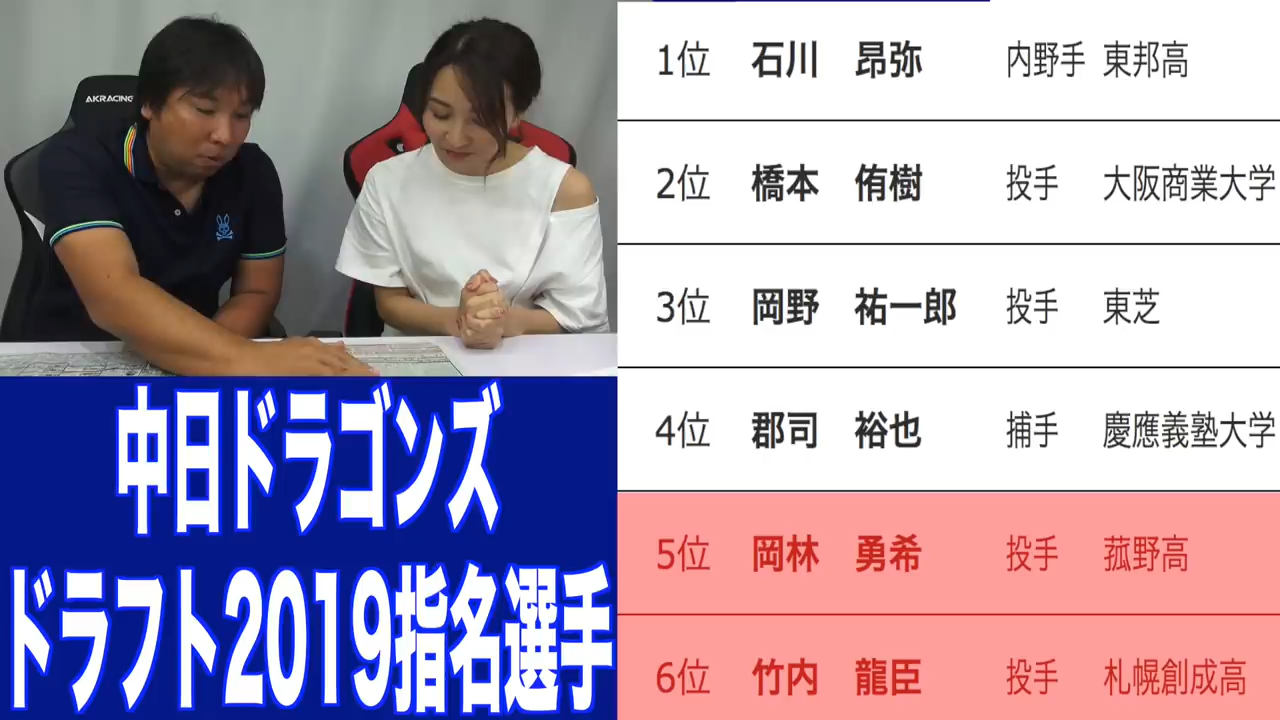 AKRACING
中日ドラゴンズ
ドラフト2019指名選手
1位 石川 昂弥 内野手 東邦高
2位 橋本 侑樹 投手 大阪商業大学
3位 岡野 祐一郎 投手 東芝
4位 郡司 裕也 捕手 慶應義塾大学
5位 岡林 勇希 投手 菰野高
6位 竹内 龍臣 投手 札幌創成高